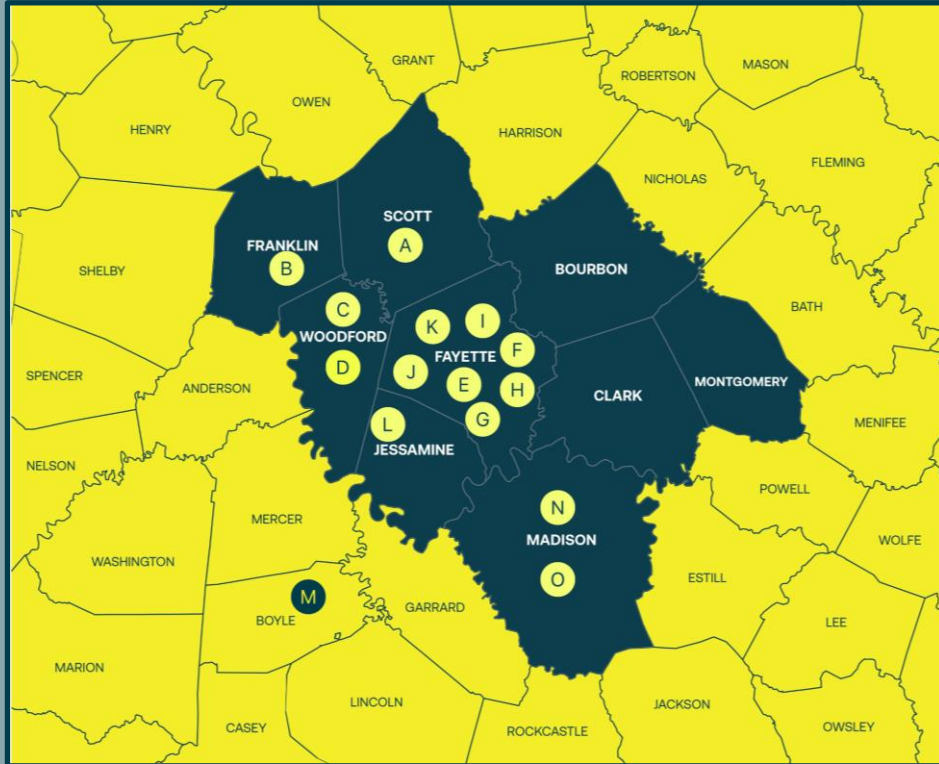 GRANT
MASON
ROBERTSON
OWEN
HENRY
HARRISON
FLEMING
NICHOLAS
SCOTT
A
FRANKLIN
B
SHELBY
BOURBON
BATH
C
I
K
WOODFORD
F
FAYETTE
D
J
E
H
SPENCER
ANDERSON
MONTGOMERY
CLARK
G
L
MENIFEE
JESSAMINE
NELSON
POWELL
N
MERCER
MADISON
WOLFE
WASHINGTON
O
ESTILL
M
BOYLE
GARRARD
LEE
MARION
LINCOLN
JACKSON
CASEY
ROCKCASTLE
OWSLEY